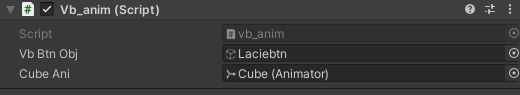 Vb_anim (Script)
Script vb_anim
Vb Btn Obj Laciebtn
Cube Ani Cube (Animator)